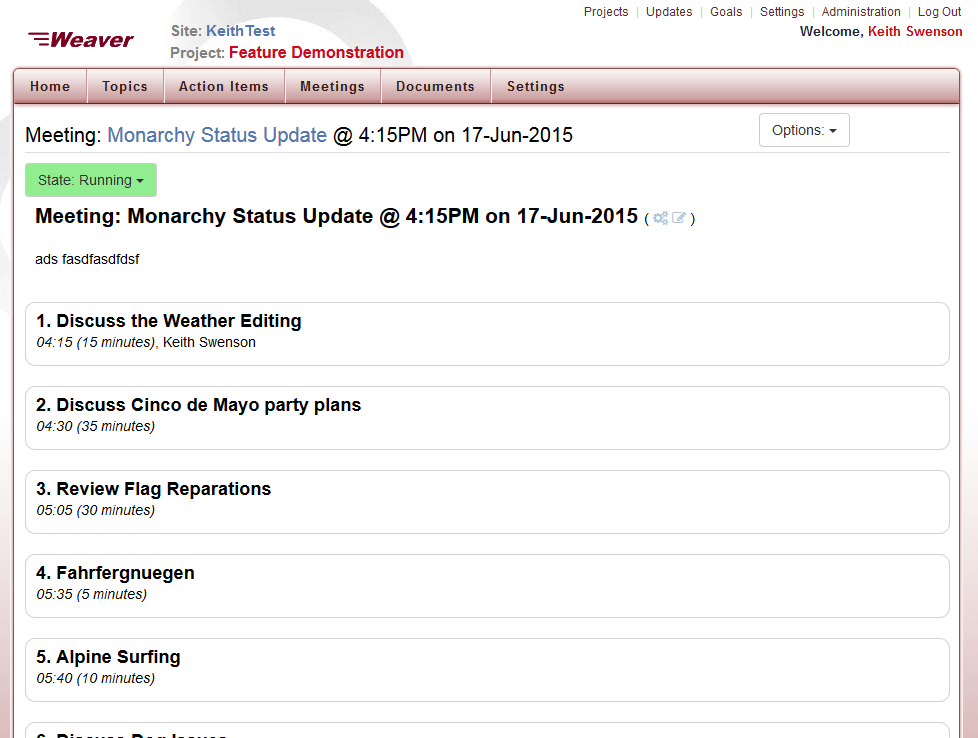 Projects | Updates | Goals | Settings | Administration | Log Out
Weaver
Site: KeithTest
Welcome, Keith Swenson
Project: Feature Demonstration
Home Topics Action Items Meetings Documents Settings
Meeting: Monarchy Status Update @ 4:15PM on 17-Jun-2015
Options:
State: Running
Meeting: Monarchy Status Update @ 4:15PM on 17-Jun-2015 ( )
ads fasdfasdfdsf
1. Discuss the Weather Editing
04:15 (15 minutes), Keith Swenson
2. Discuss Cinco de Mayo party plans
04:30 (35 minutes)
3. Review Flag Reparations
05:05 (30 minutes)
4. Fahrfergnuegen
05:35 (5 minutes)
5. Alpine Surfing
05:40 (10 minutes)